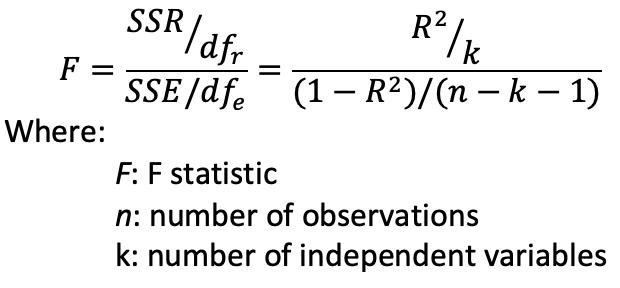 F = SSR/df_r / SSE/df_e = R²/k / (1 − R²)/(n − k − 1)
Where:
F: F statistic
n: number of observations
k: number of independent variables